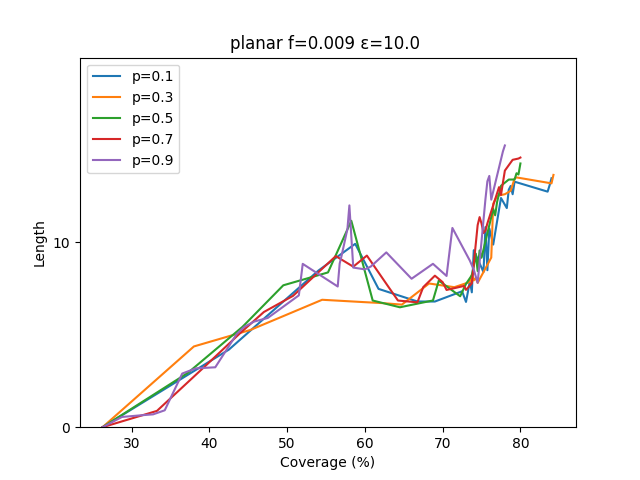 planar f=0.009 ε=10.0
p=0.1
p=0.3
p=0.5
p=0.7
p=0.9
Length
10
0
30 40 50 60 70 80
Coverage (%)